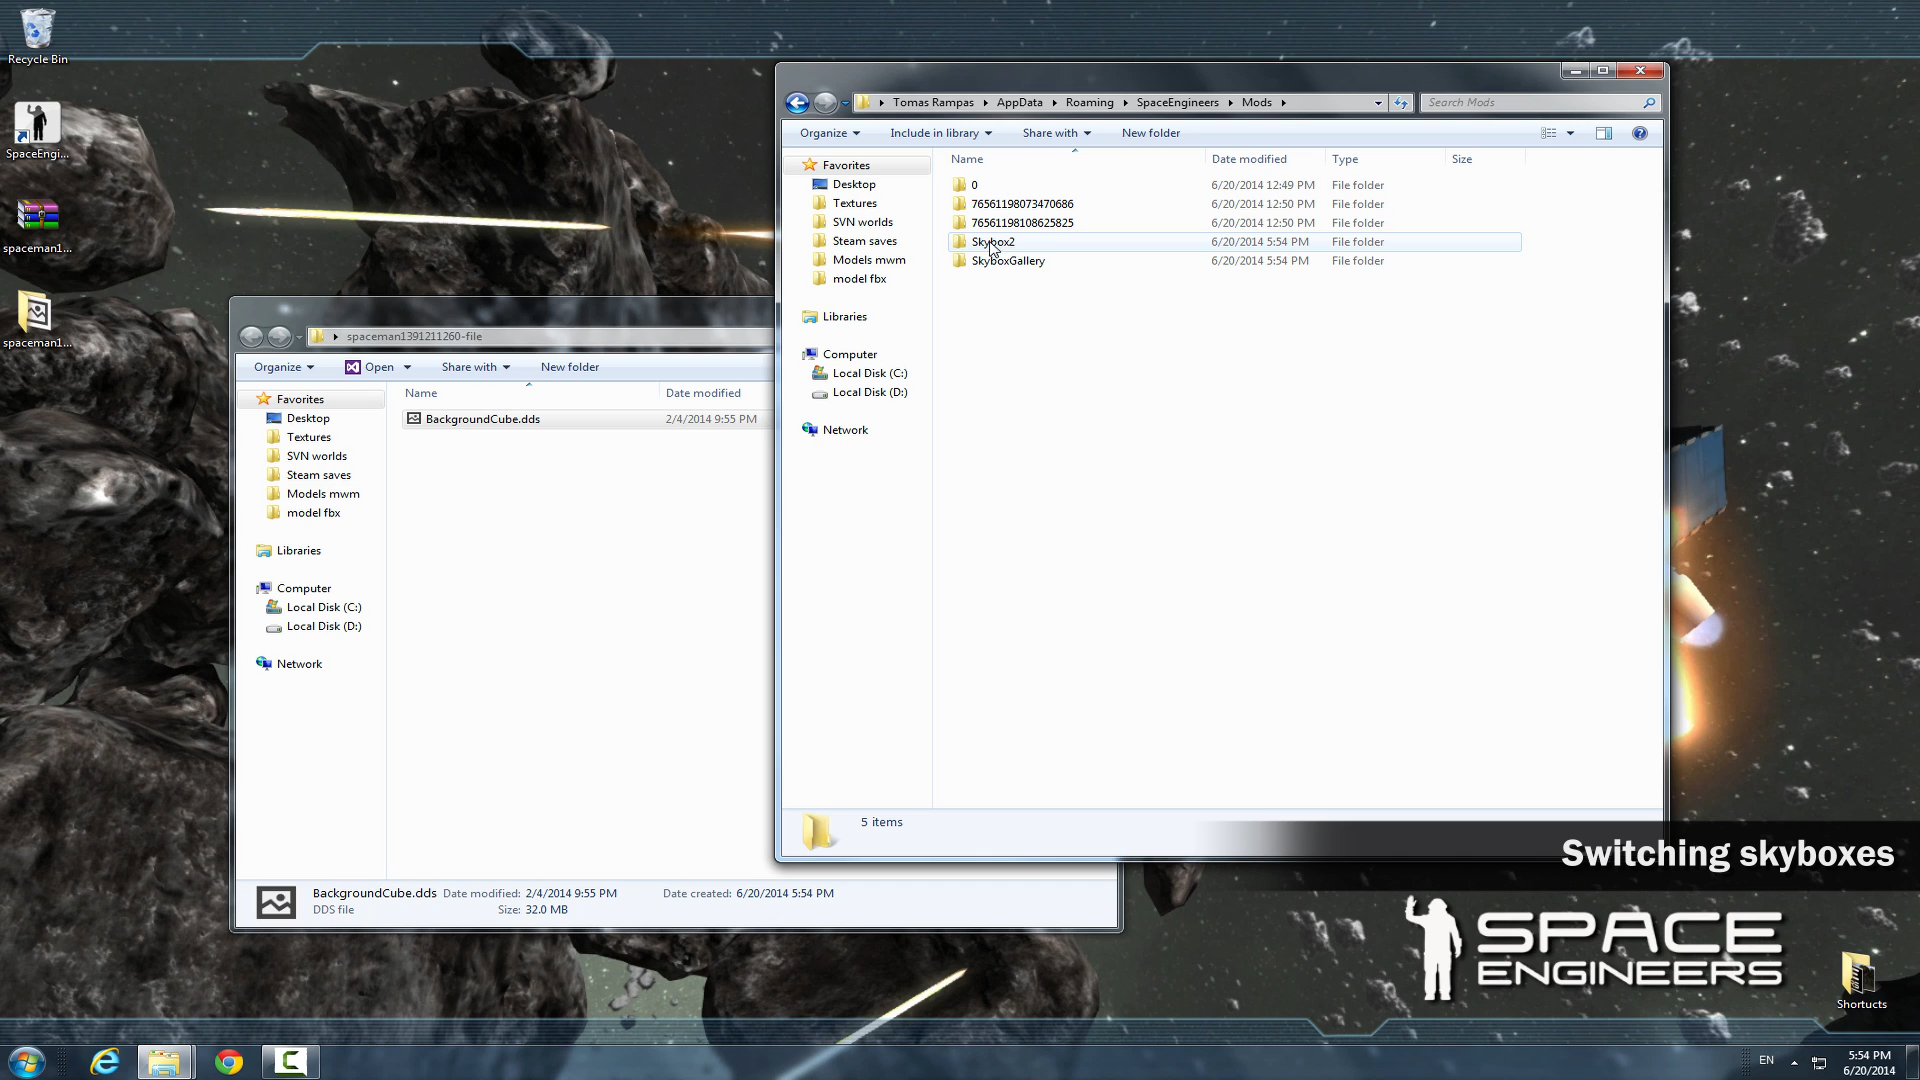 Recycle Bin
SpaceEngi...
spaceman1...
spaceman1...
Tomas Rampas AppData Roaming SpaceEngineers Mods
Search Mods
Organize Include in library Share with New folder
Name Date modified Type Size
Favorites
Desktop
Textures
SVN worlds
Steam saves
Models mwm
model fbx
Libraries
Computer
Local Disk (C:)
Local Disk (D:)
Network
0 6/20/2014 12:49 PM File folder
76561198073470686 6/20/2014 12:50 PM File folder
76561198108625825 6/20/2014 12:50 PM File folder
Skybox2 6/20/2014 5:54 PM File folder
SkyboxGallery 6/20/2014 5:54 PM File folder
5 items
spaceman1391211260-file
Organize Open Share with New folder
Name Date modified
Favorites
Desktop
Textures
SVN worlds
Steam saves
Models mwm
model fbx
Libraries
Computer
Local Disk (C:)
Local Disk (D:)
Network
BackgroundCube.dds 2/4/2014 9:55 PM
BackgroundCube.dds Date modified: 2/4/2014 9:55 PM Date created: 6/20/2014 5:54 PM
DDS file Size: 32.0 MB
Switching skyboxes
SPACE
ENGINEERS
Shortucts
EN
5:54 PM
6/20/2014